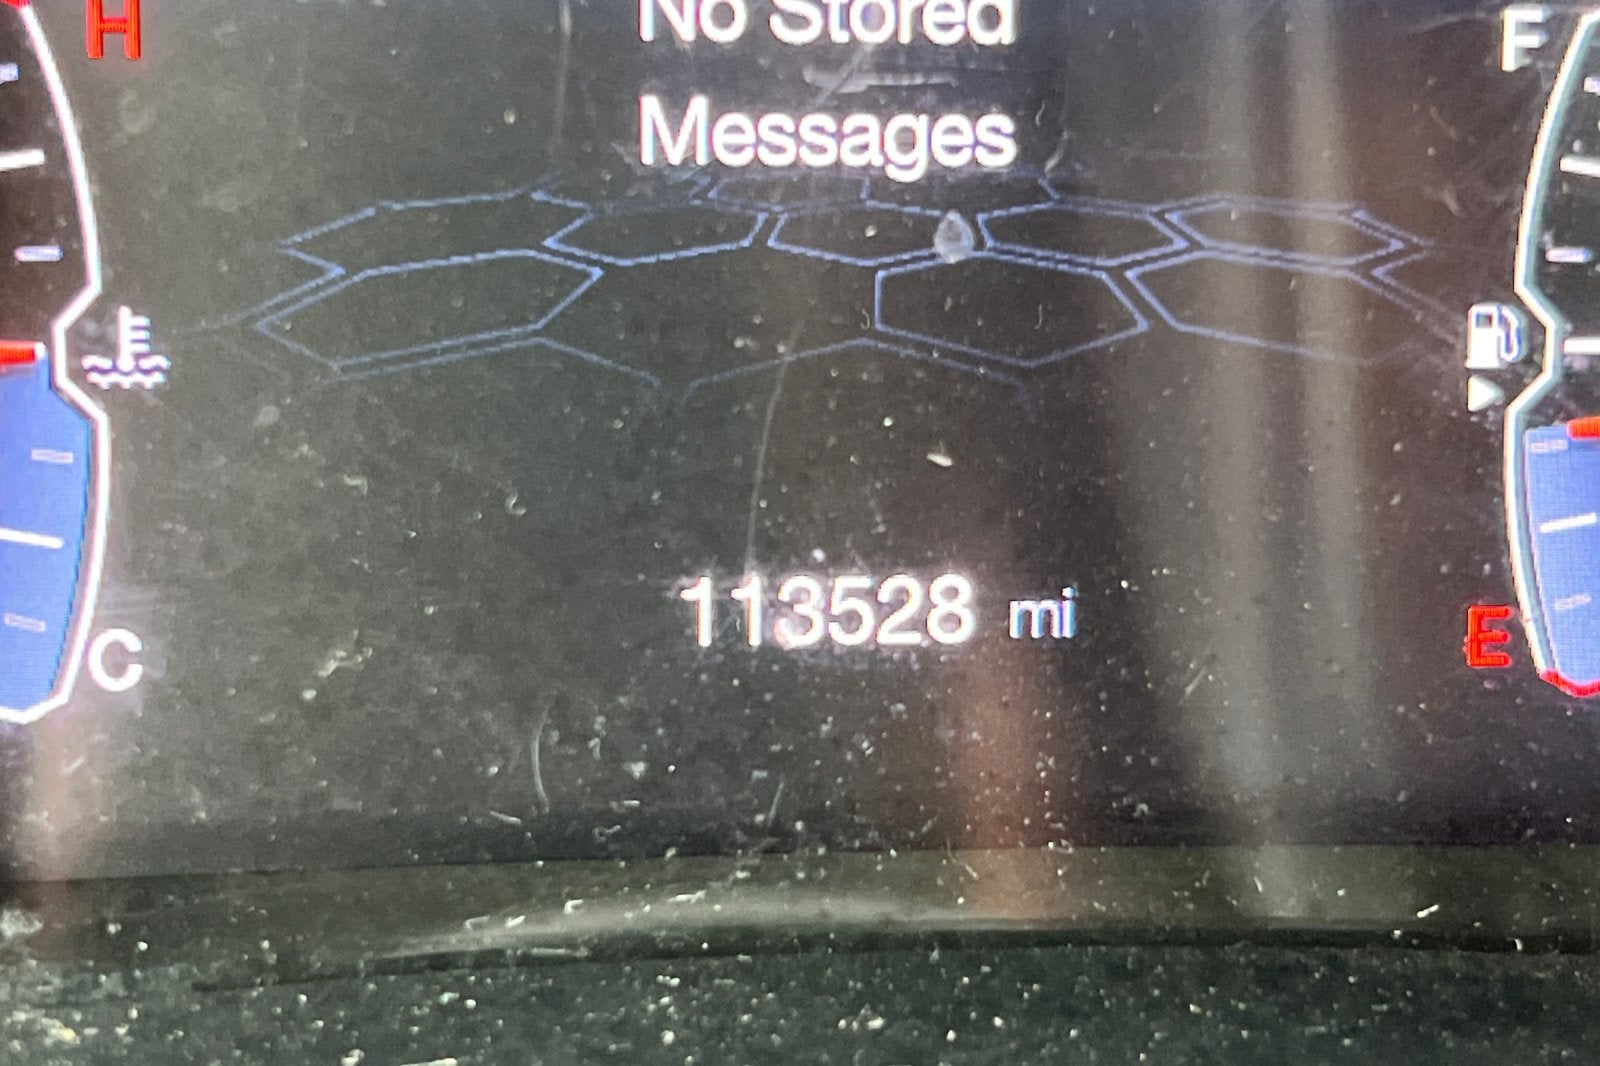 H
No Stored
F
Messages
113528 mi
C
E